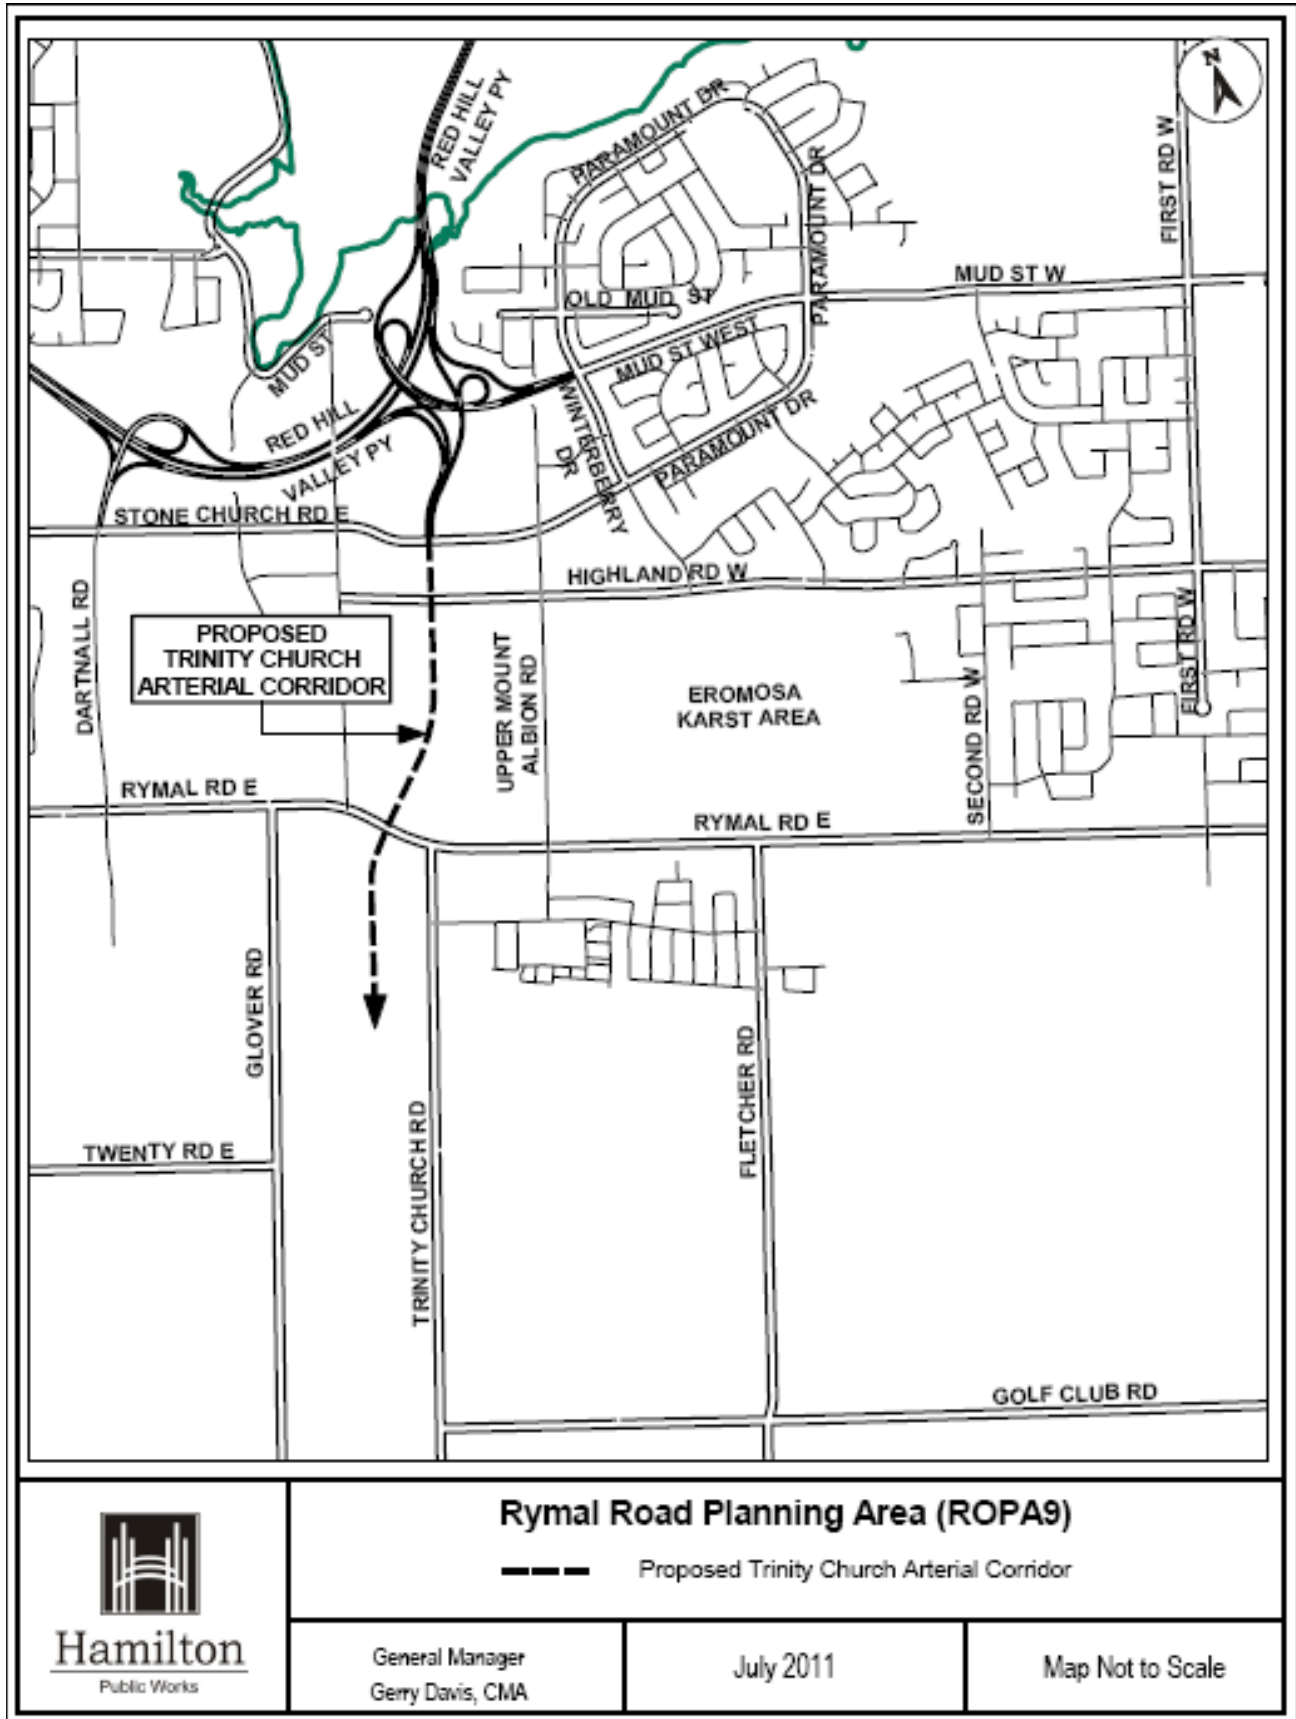 N
RED HILL
VALLEY PY
PARAMOUNT DR
PARAMOUNT DR
FIRST RD W
MUD ST W
OLD MUD ST
MUD ST WEST
MUD ST
RED HILL
VALLEY PY
WINTERBERRY
DR
PARAMOUNT DR
STONE CHURCH RD E
HIGHLAND RD W
DARTNALL RD
PROPOSED
TRINITY CHURCH
ARTERIAL CORRIDOR
UPPER MOUNT
ALBION RD
EROMOSA
KARST AREA
SECOND RD W
FIRST RD W
RYMAL RD E
RYMAL RD E
GLOVER RD
FLETCHER RD
TRINITY CHURCH RD
TWENTY RD E
GOLF CLUB RD
Rymal Road Planning Area (ROPA9)
Proposed Trinity Church Arterial Corridor
Hamilton
Public Works
General Manager
Gerry Davis, CMA
July 2011
Map Not to Scale